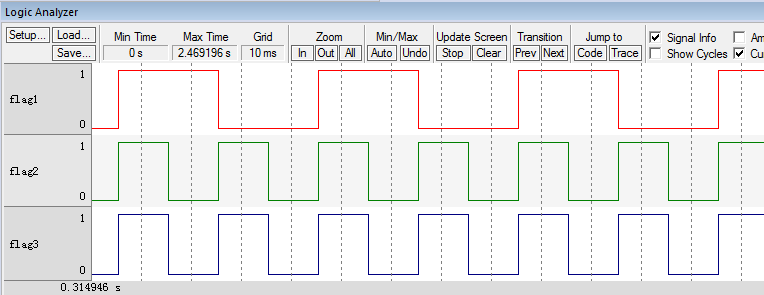 Logic Analyzer
Setup... Load... Min Time Max Time Grid Zoom Min/Max Update Screen Transition Jump to Signal Info Am
Save... 0 s 2.469196 s 10 ms In Out All Auto Undo Stop Clear Prev Next Code Trace Show Cycles Cu
1
flag1
0
1
flag2
0
1
flag3
0
0.314946 s